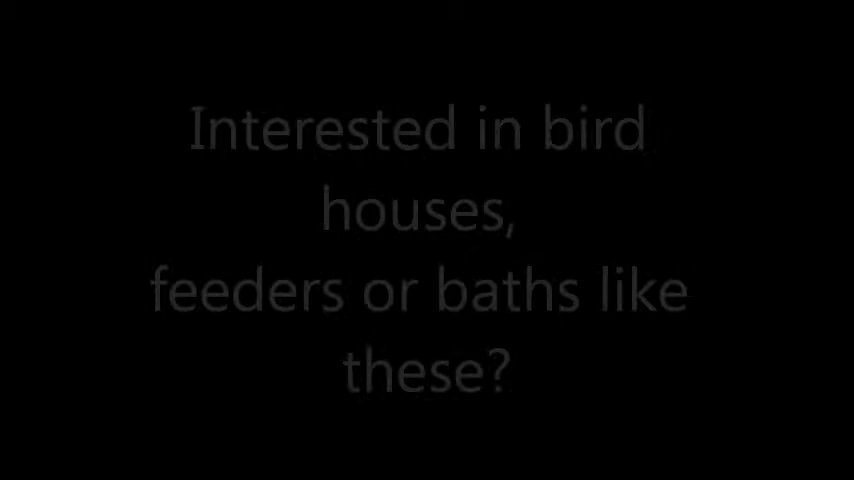 Interested in bird
houses,
feeders or baths like
these?